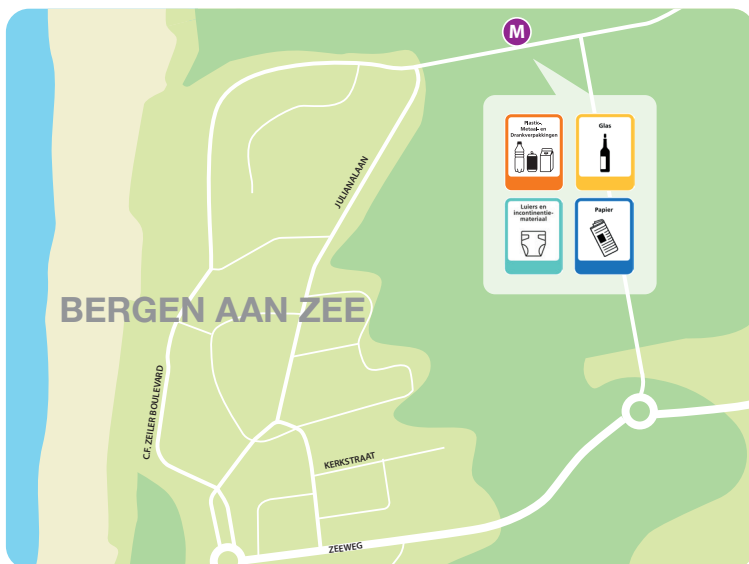 M
Plastic-,
Metaal- en
Drankverpakkingen
Glas
Luiers en
incontinentie-
materiaal
Papier
JULIANALAAN
BERGEN AAN ZEE
C.F. ZEILER BOULEVARD
KERKSTRAAT
ZEEWEG